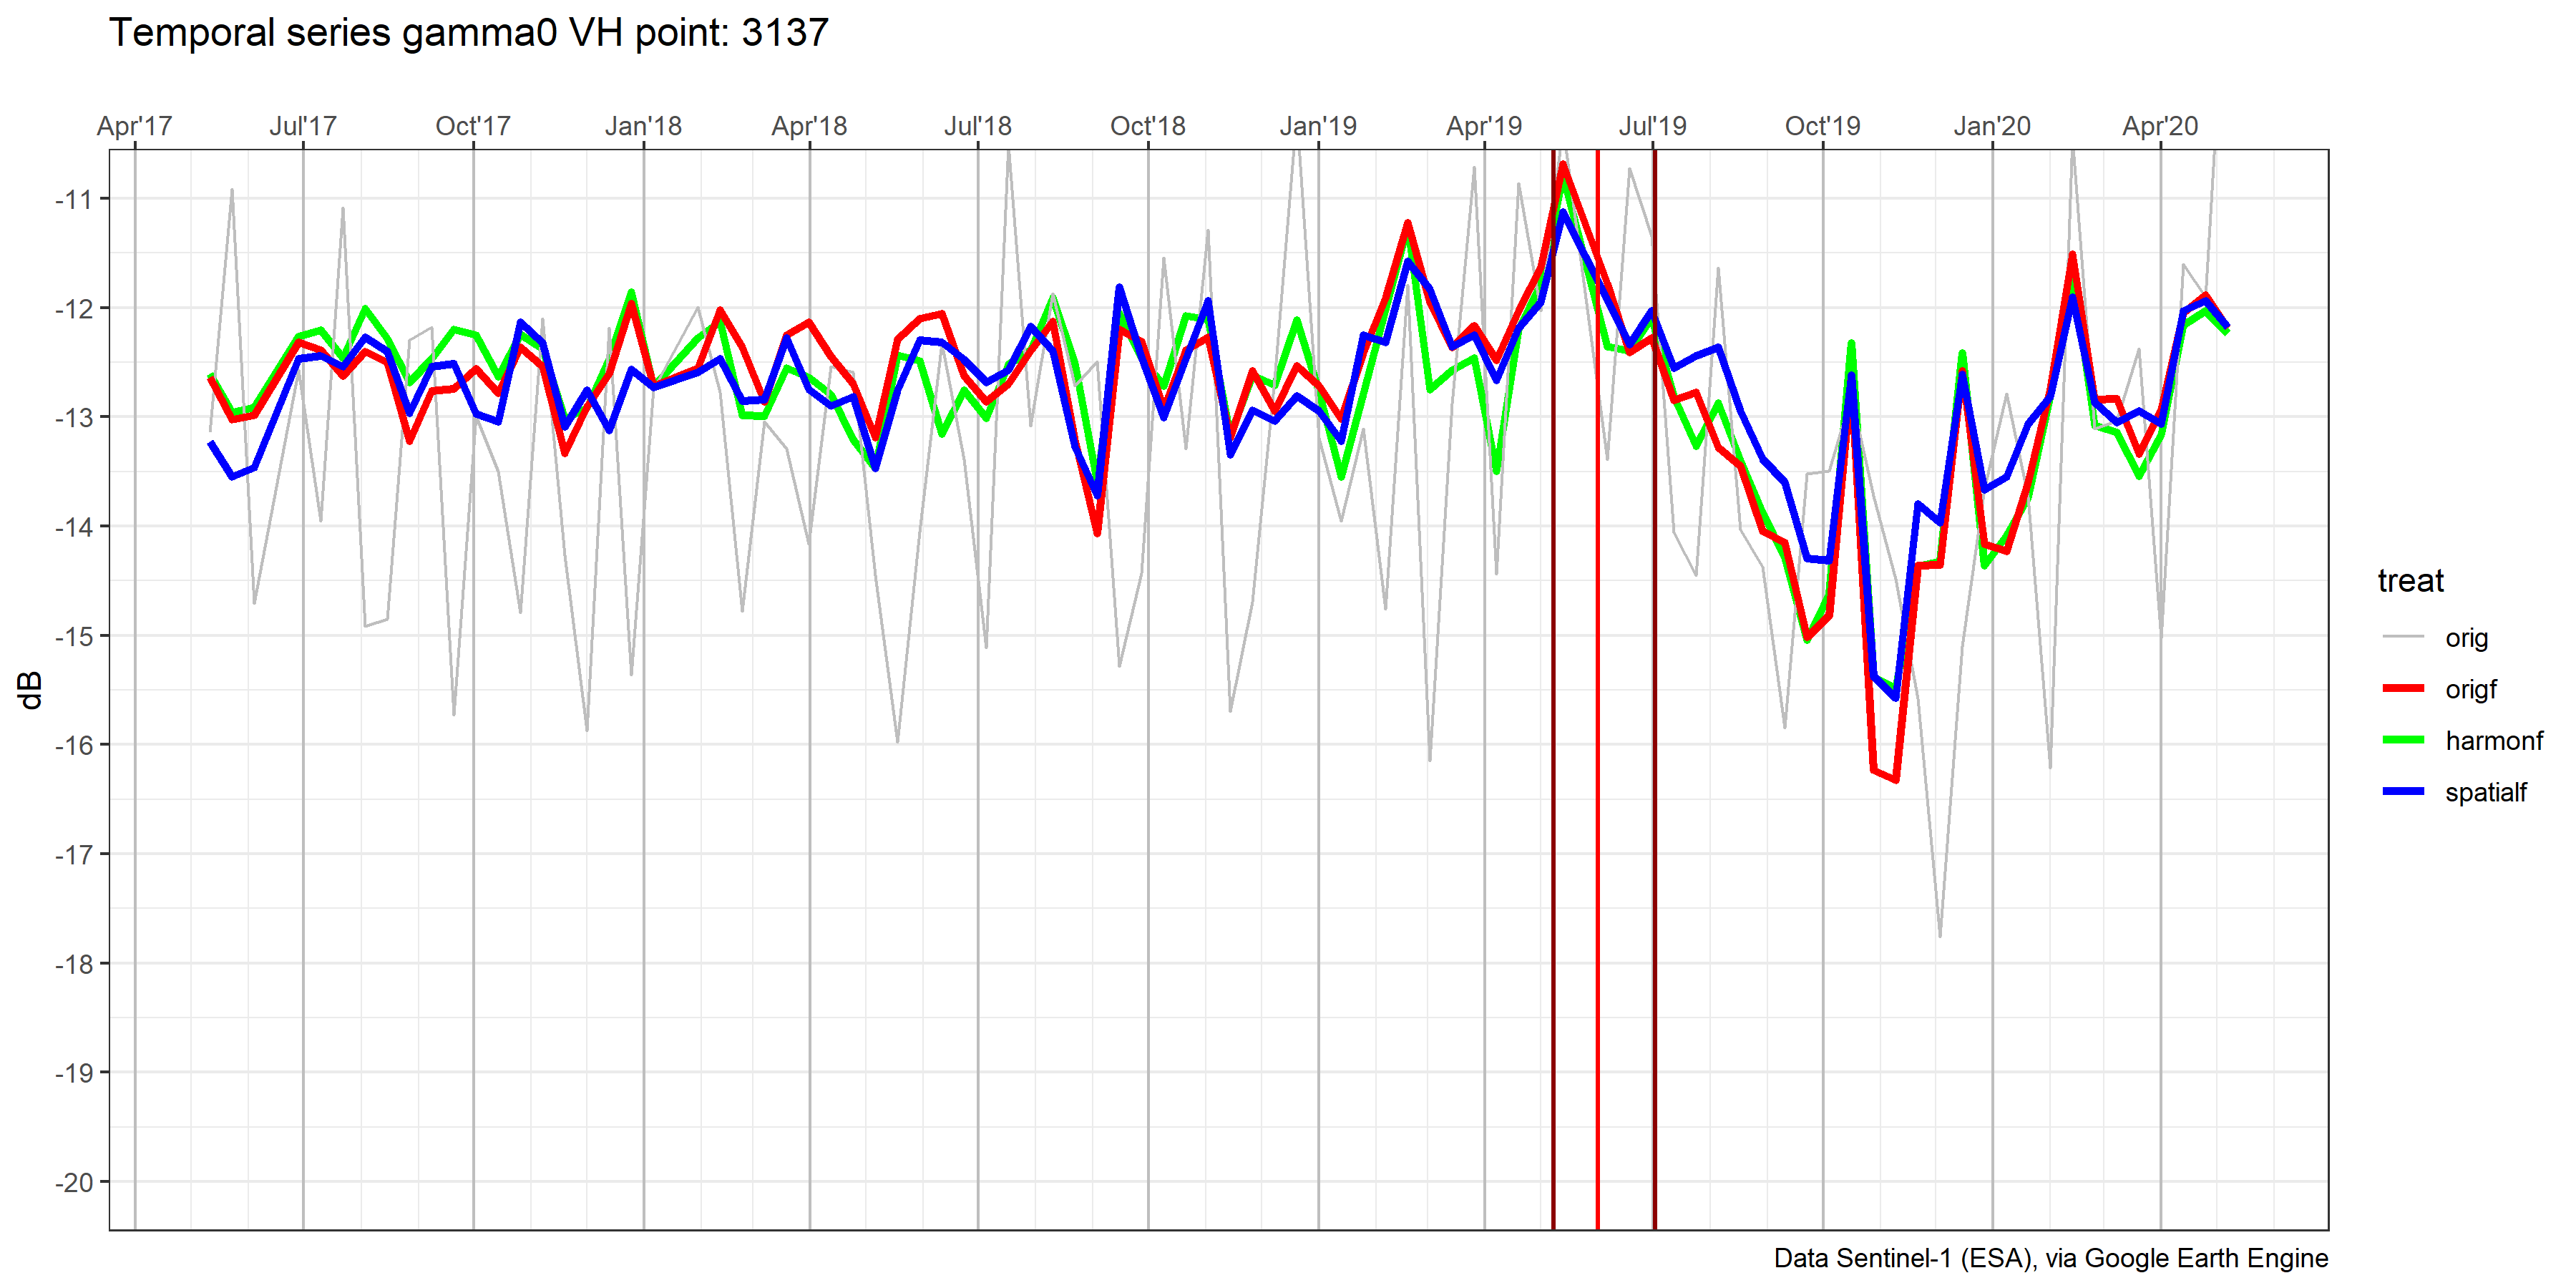 Temporal series gamma0 VH point: 3137
Apr'17 Jul'17 Oct'17 Jan'18 Apr'18 Jul'18 Oct'18 Jan'19 Apr'19 Jul'19 Oct'19 Jan'20 Apr'20
-11
-12
-13
-14
-15
-16
-17
-18
-19
-20
dB
treat
orig
origf
harmonf
spatialf
Data Sentinel-1 (ESA), via Google Earth Engine